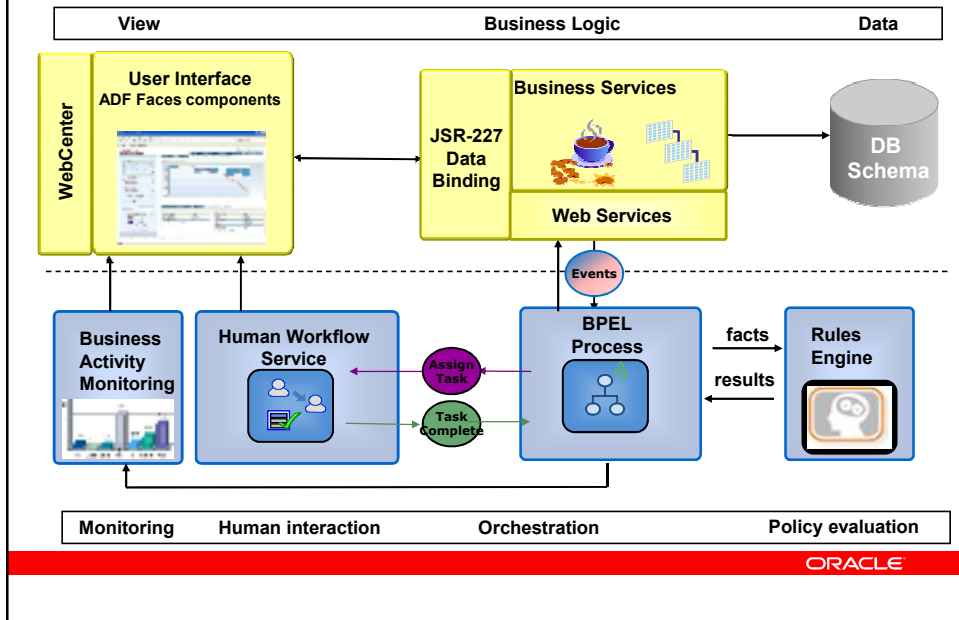 View Business Logic Data
WebCenter
User Interface
ADF Faces components
JSR-227
Data
Binding
Business Services
Web Services
DB
Schema
Events
Business
Activity
Monitoring
Human Workflow
Service
Assign
Task
Task
Complete
BPEL
Process
facts
results
Rules
Engine
Monitoring Human interaction Orchestration Policy evaluation
ORACLE